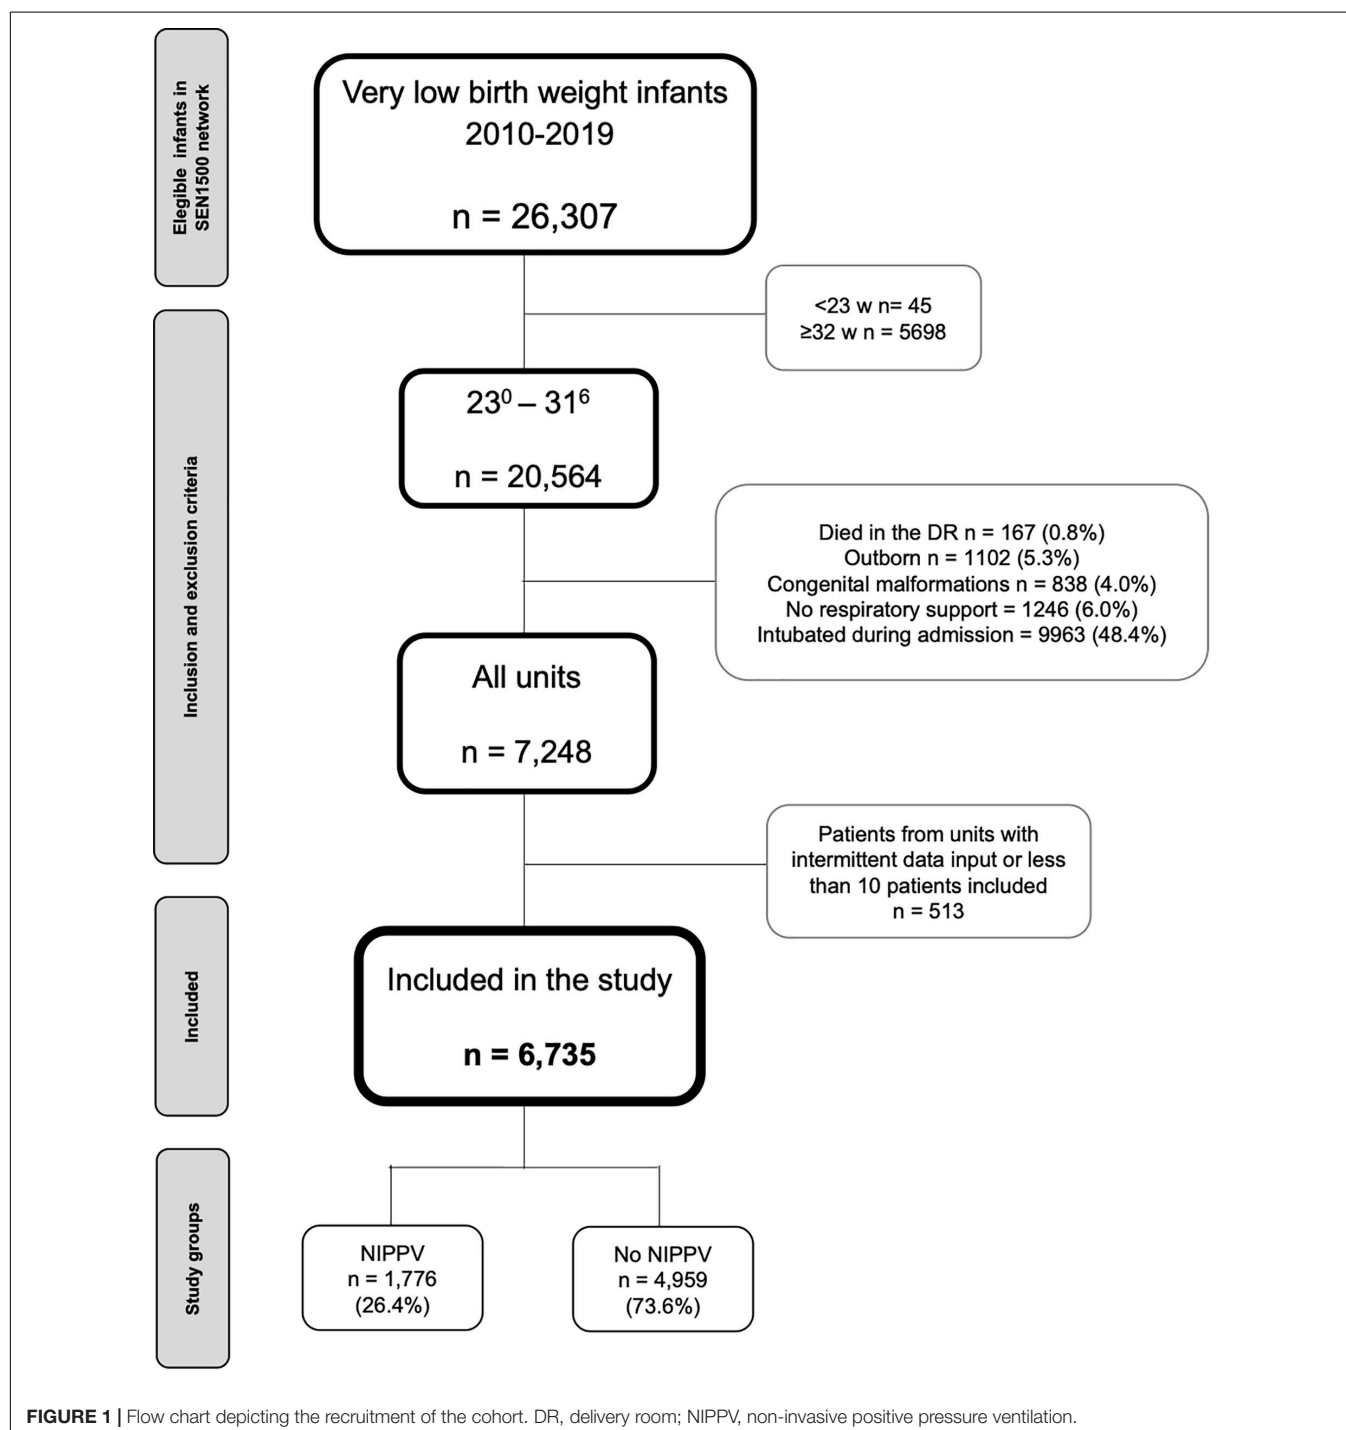 Elegible infants in
SEN1500 network
Very low birth weight infants
2010-2019
n = 26,307
<23 w n= 45
≥32 w n = 5698
Inclusion and exclusion criteria
23⁰ – 31⁶
n = 20,564
Died in the DR n = 167 (0.8%)
Outborn n = 1102 (5.3%)
Congenital malformations n = 838 (4.0%)
No respiratory support = 1246 (6.0%)
Intubated during admission = 9963 (48.4%)
All units
n = 7,248
Patients from units with
intermittent data input or less
than 10 patients included
n = 513
Included
Included in the study
n = 6,735
Study groups
NIPPV
n = 1,776
(26.4%)
No NIPPV
n = 4,959
(73.6%)
FIGURE 1 | Flow chart depicting the recruitment of the cohort. DR, delivery room; NIPPV, non-invasive positive pressure ventilation.